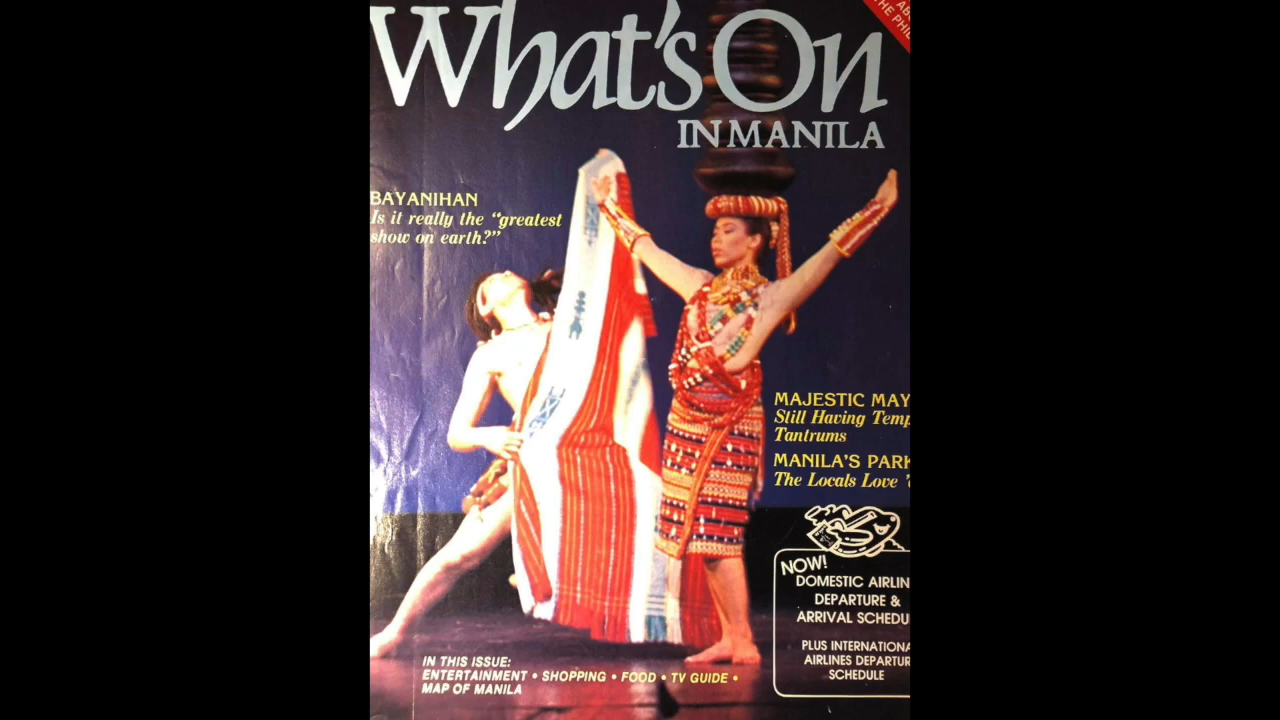 What's On
IN MANILA
THE PHIL
BAYANIHAN
Is it really the “greatest
show on earth?”
MAJESTIC MAY
Still Having Temp
Tantrums
MANILA'S PARK
The Locals Love '
NOW!
DOMESTIC AIRLIN
DEPARTURE &
ARRIVAL SCHEDU
PLUS INTERNATIONA
AIRLINES DEPARTUR
SCHEDULE
IN THIS ISSUE:
ENTERTAINMENT • SHOPPING • FOOD • TV GUIDE •
MAP OF MANILA